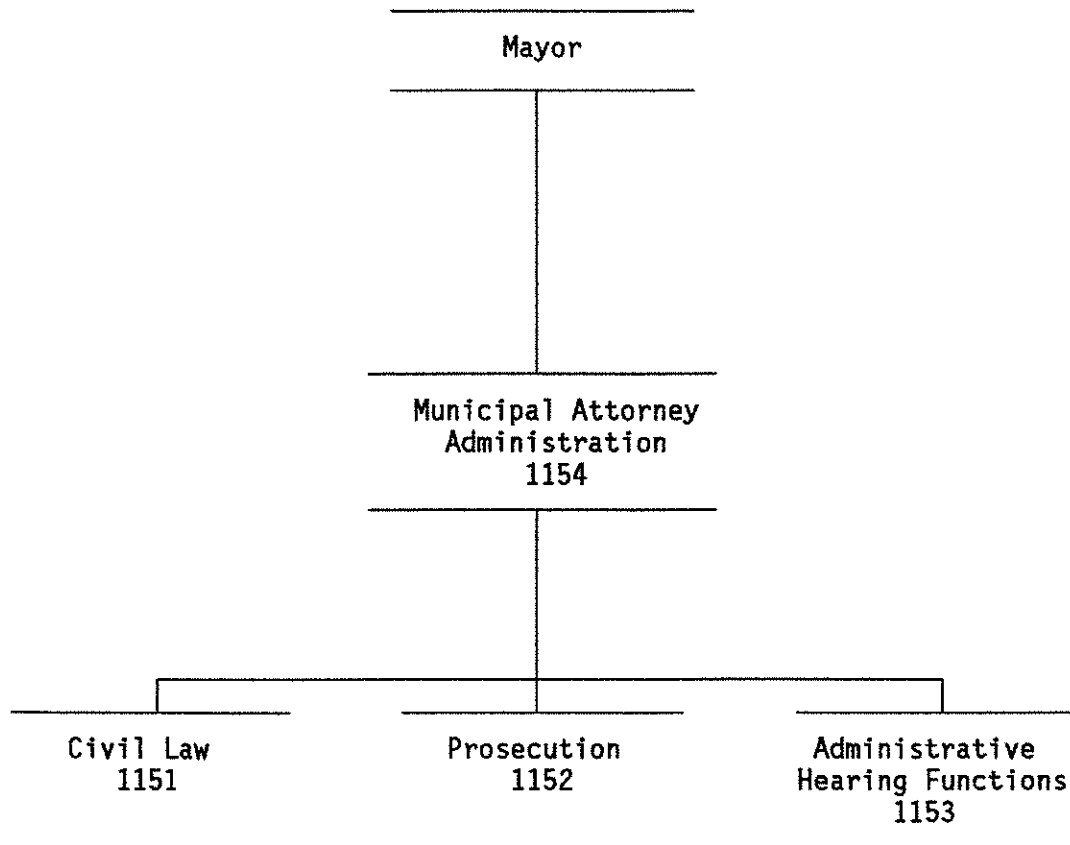 Mayor
Municipal Attorney
Administration
1154
Civil Law
1151
Prosecution
1152
Administrative
Hearing Functions
1153